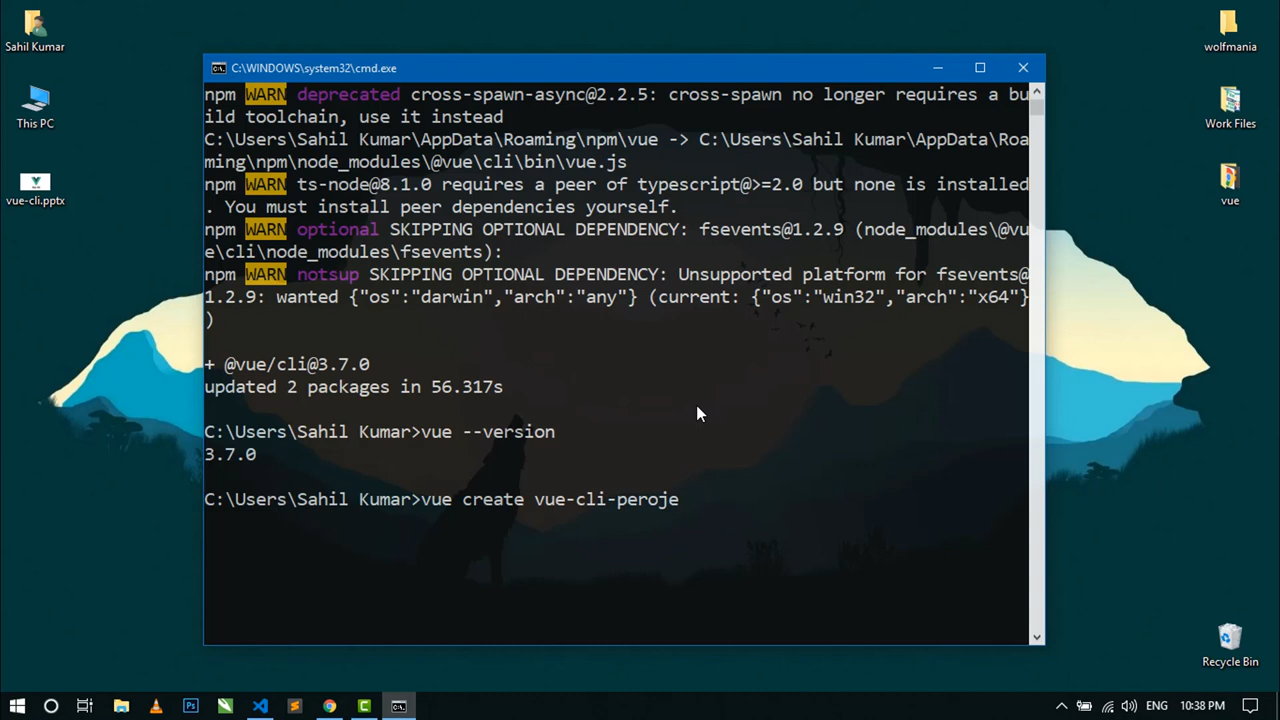 Sahil Kumar
This PC
vue-cli.pptx
wolfmania
Work Files
vue
C:\WINDOWS\system32\cmd.exe
npm WARN deprecated cross-spawn-async@2.2.5: cross-spawn no longer requires a bu
ild toolchain, use it instead
C:\Users\Sahil Kumar\AppData\Roaming\npm\vue -> C:\Users\Sahil Kumar\AppData\Roa
ming\npm\node_modules\@vue\cli\bin\vue.js
npm WARN ts-node@8.1.0 requires a peer of typescript@>=2.0 but none is installed
. You must install peer dependencies yourself.
npm WARN optional SKIPPING OPTIONAL DEPENDENCY: fsevents@1.2.9 (node_modules\@vu
e\cli\node_modules\fsevents):
npm WARN notsup SKIPPING OPTIONAL DEPENDENCY: Unsupported platform for fsevents@
1.2.9: wanted {"os":"darwin","arch":"any"} (current: {"os":"win32","arch":"x64"}
)
+ @vue/cli@3.7.0
updated 2 packages in 56.317s
C:\Users\Sahil Kumar>vue --version
3.7.0
C:\Users\Sahil Kumar>vue create vue-cli-peroje
Recycle Bin
Ps
ENG
10:38 PM